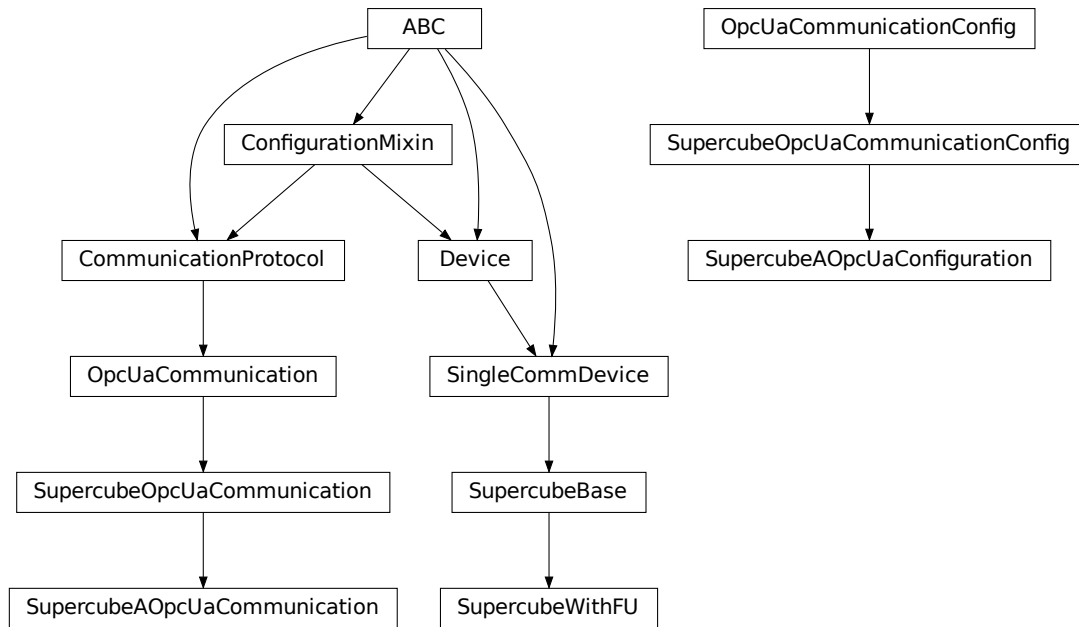 ABC
OpcUaCommunicationConfig
ConfigurationMixin
SupercubeOpcUaCommunicationConfig
CommunicationProtocol
Device
SupercubeAOpcUaConfiguration
OpcUaCommunication
SingleCommDevice
SupercubeOpcUaCommunication
SupercubeBase
SupercubeAOpcUaCommunication
SupercubeWithFU